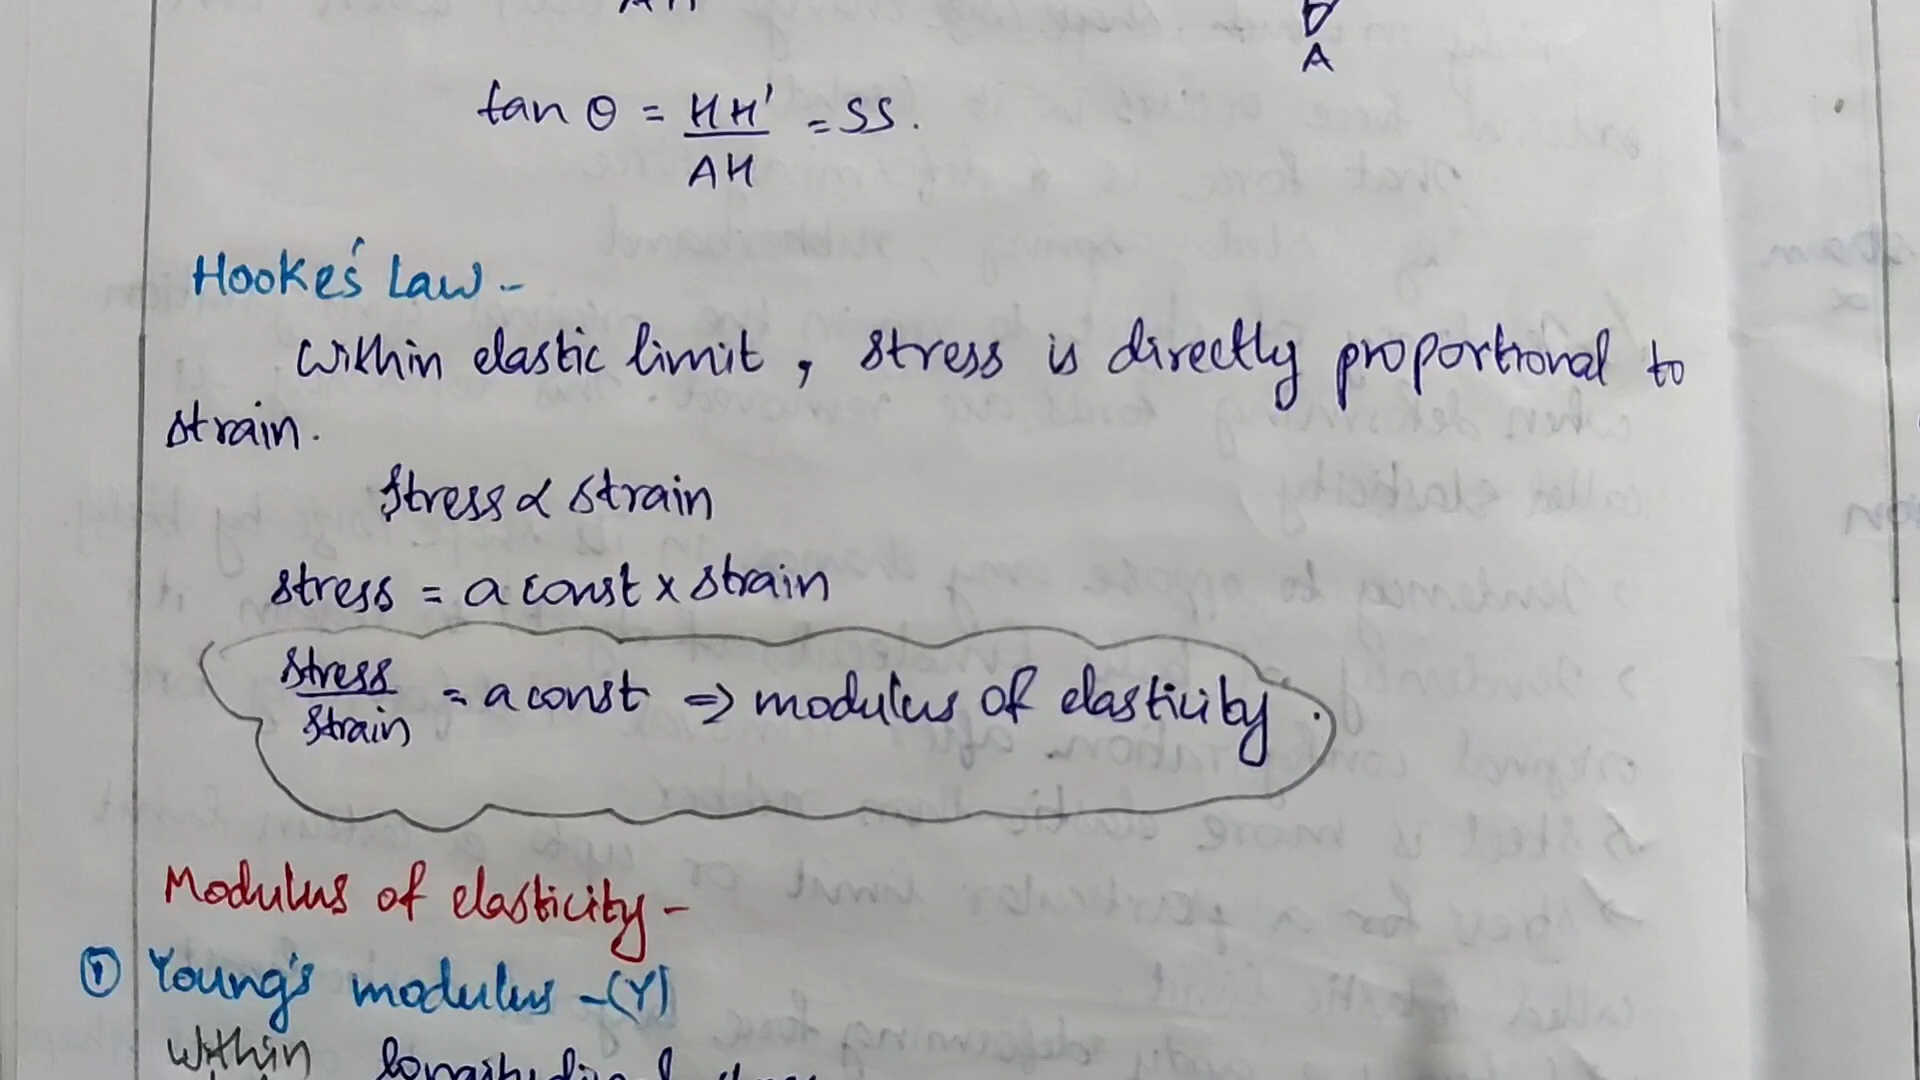 A
tan θ = HH' / AH = SS.
Hooke's Law -
Within elastic limit, stress is directly proportional to
strain.
Stress ∝ strain
stress = a const x strain
stress / strain = a const => modulus of elasticity.
Modulus of elasticity -
① Young's modulus -(Y)
Within longitudinal